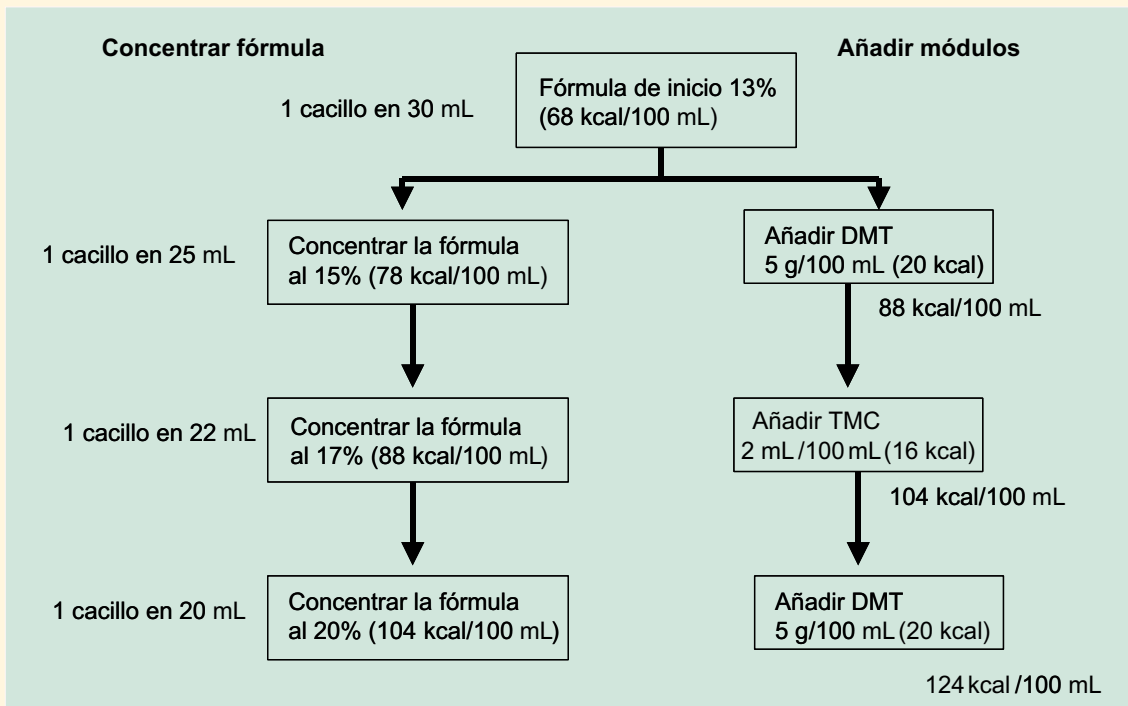 Concentrar fórmula
Añadir módulos
1 cacillo en 30 mL
Fórmula de inicio 13%
(68 kcal/100 mL)
1 cacillo en 25 mL
Concentrar la fórmula
al 15% (78 kcal/100 mL)
Añadir DMT
5 g/100 mL (20 kcal)
88 kcal/100 mL
1 cacillo en 22 mL
Concentrar la fórmula
al 17% (88 kcal/100 mL)
Añadir TMC
2 mL /100 mL (16 kcal)
104 kcal/100 mL
1 cacillo en 20 mL
Concentrar la fórmula
al 20% (104 kcal/100 mL)
Añadir DMT
5 g/100 mL (20 kcal)
124 kcal /100 mL